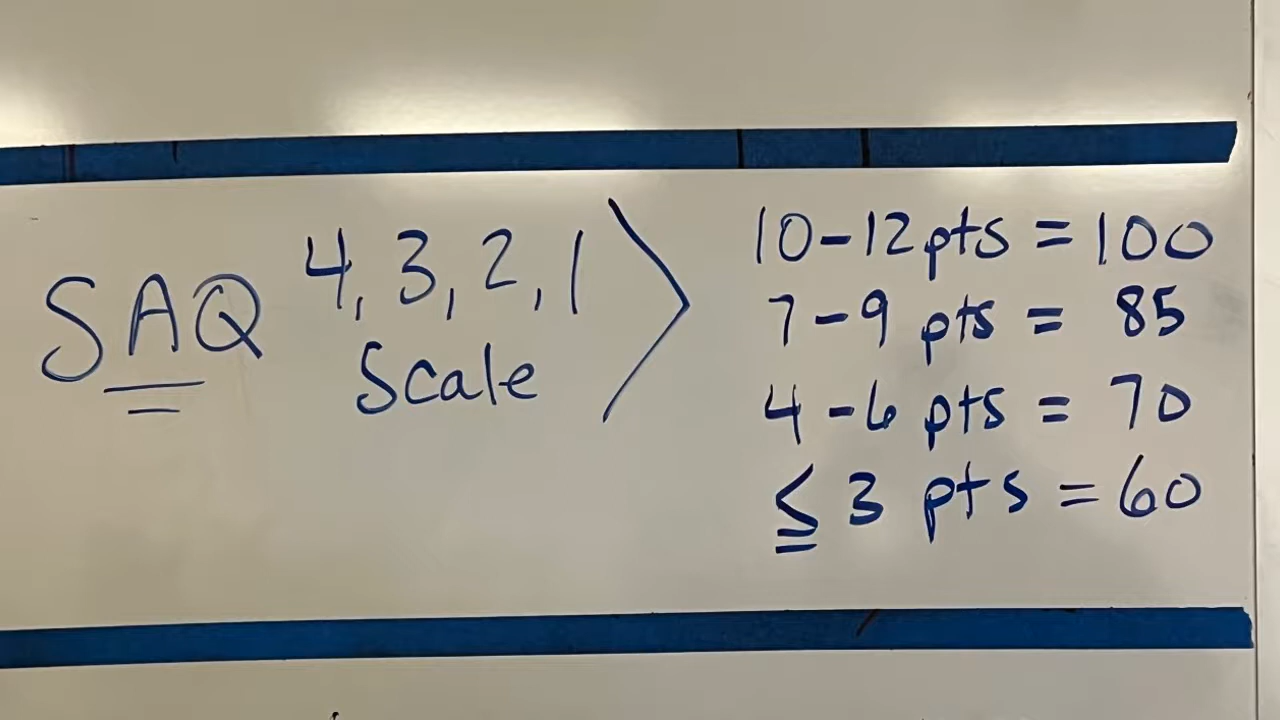 SAQ 4, 3, 2, 1
Scale
10-12 pts = 100
7-9 pts = 85
4-6 pts = 70
≤ 3 pts = 60